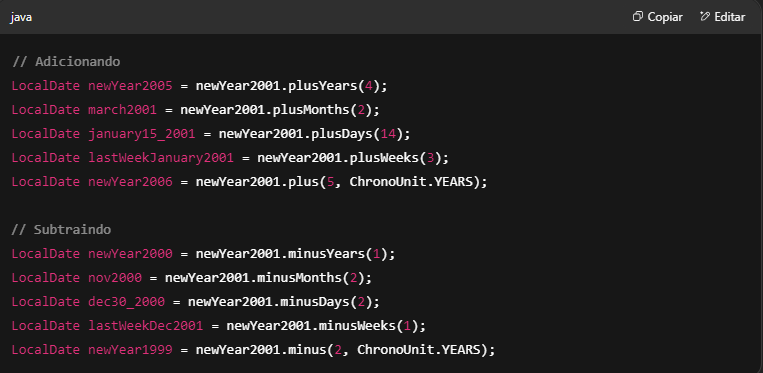 java
Copiar Editar
// Adicionando
LocalDate newYear2005 = newYear2001.plusYears(4);
LocalDate march2001 = newYear2001.plusMonths(2);
LocalDate january15_2001 = newYear2001.plusDays(14);
LocalDate lastWeekJanuary2001 = newYear2001.plusWeeks(3);
LocalDate newYear2006 = newYear2001.plus(5, ChronoUnit.YEARS);
// Subtraindo
LocalDate newYear2000 = newYear2001.minusYears(1);
LocalDate nov2000 = newYear2001.minusMonths(2);
LocalDate dec30_2000 = newYear2001.minusDays(2);
LocalDate lastWeekDec2001 = newYear2001.minusWeeks(1);
LocalDate newYear1999 = newYear2001.minus(2, ChronoUnit.YEARS);